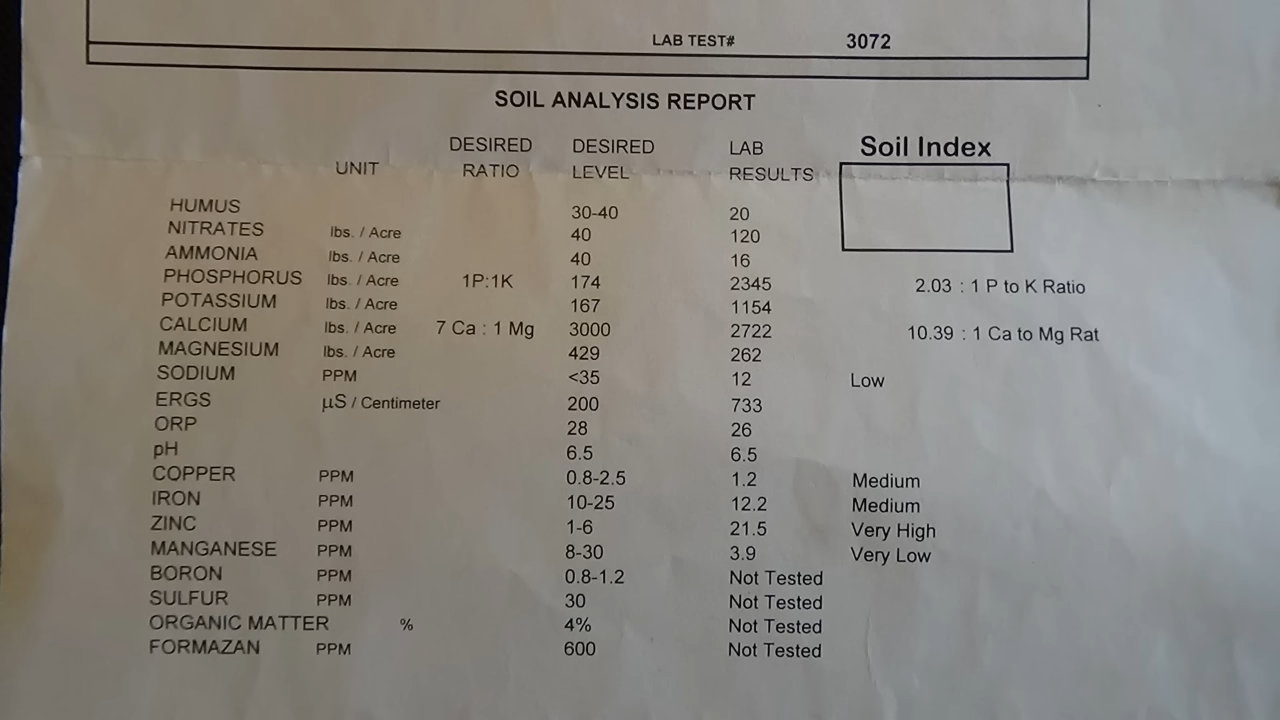 LAB TEST# 3072
SOIL ANALYSIS REPORT
UNIT DESIRED RATIO DESIRED LEVEL LAB RESULTS Soil Index
HUMUS 30-40 20
NITRATES lbs. / Acre 40 120
AMMONIA lbs. / Acre 40 16
PHOSPHORUS lbs. / Acre 1P:1K 174 2345 2.03 : 1 P to K Ratio
POTASSIUM lbs. / Acre 167 1154
CALCIUM lbs. / Acre 7 Ca : 1 Mg 3000 2722 10.39 : 1 Ca to Mg Rat
MAGNESIUM lbs. / Acre 429 262
SODIUM PPM <35 12 Low
ERGS µS / Centimeter 200 733
ORP 28 26
pH 6.5 6.5
COPPER PPM 0.8-2.5 1.2 Medium
IRON PPM 10-25 12.2 Medium
ZINC PPM 1-6 21.5 Very High
MANGANESE PPM 8-30 3.9 Very Low
BORON PPM 0.8-1.2 Not Tested
SULFUR PPM 30 Not Tested
ORGANIC MATTER % 4% Not Tested
FORMAZAN PPM 600 Not Tested